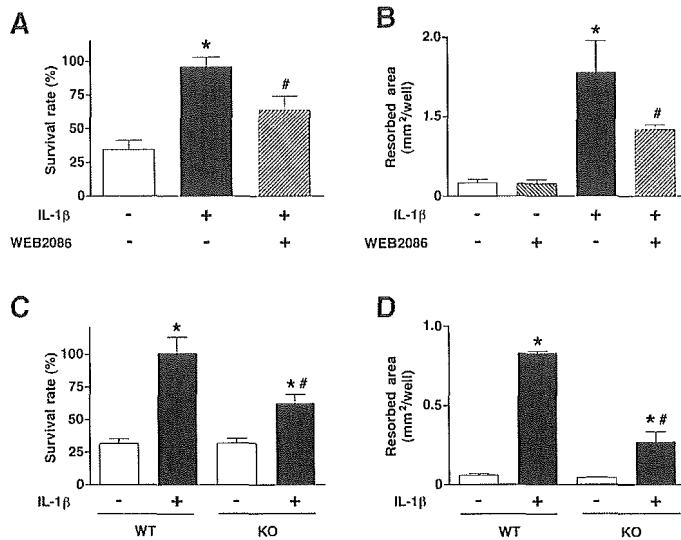 A
Survival rate (%)
100
75
50
25
0
*
#
IL-1β - + +
WEB2086 - - +
B
Resorbed area
(mm²/well)
2.0
1.5
0
*
#
IL-1β - - + +
WEB2086 - + - +
C
Survival rate (%)
100
75
50
25
0
*
* #
IL-1β - + - +
WT KO
D
Resorbed area
(mm²/well)
1.0
0.5
0
*
* #
IL-1β - + - +
WT KO